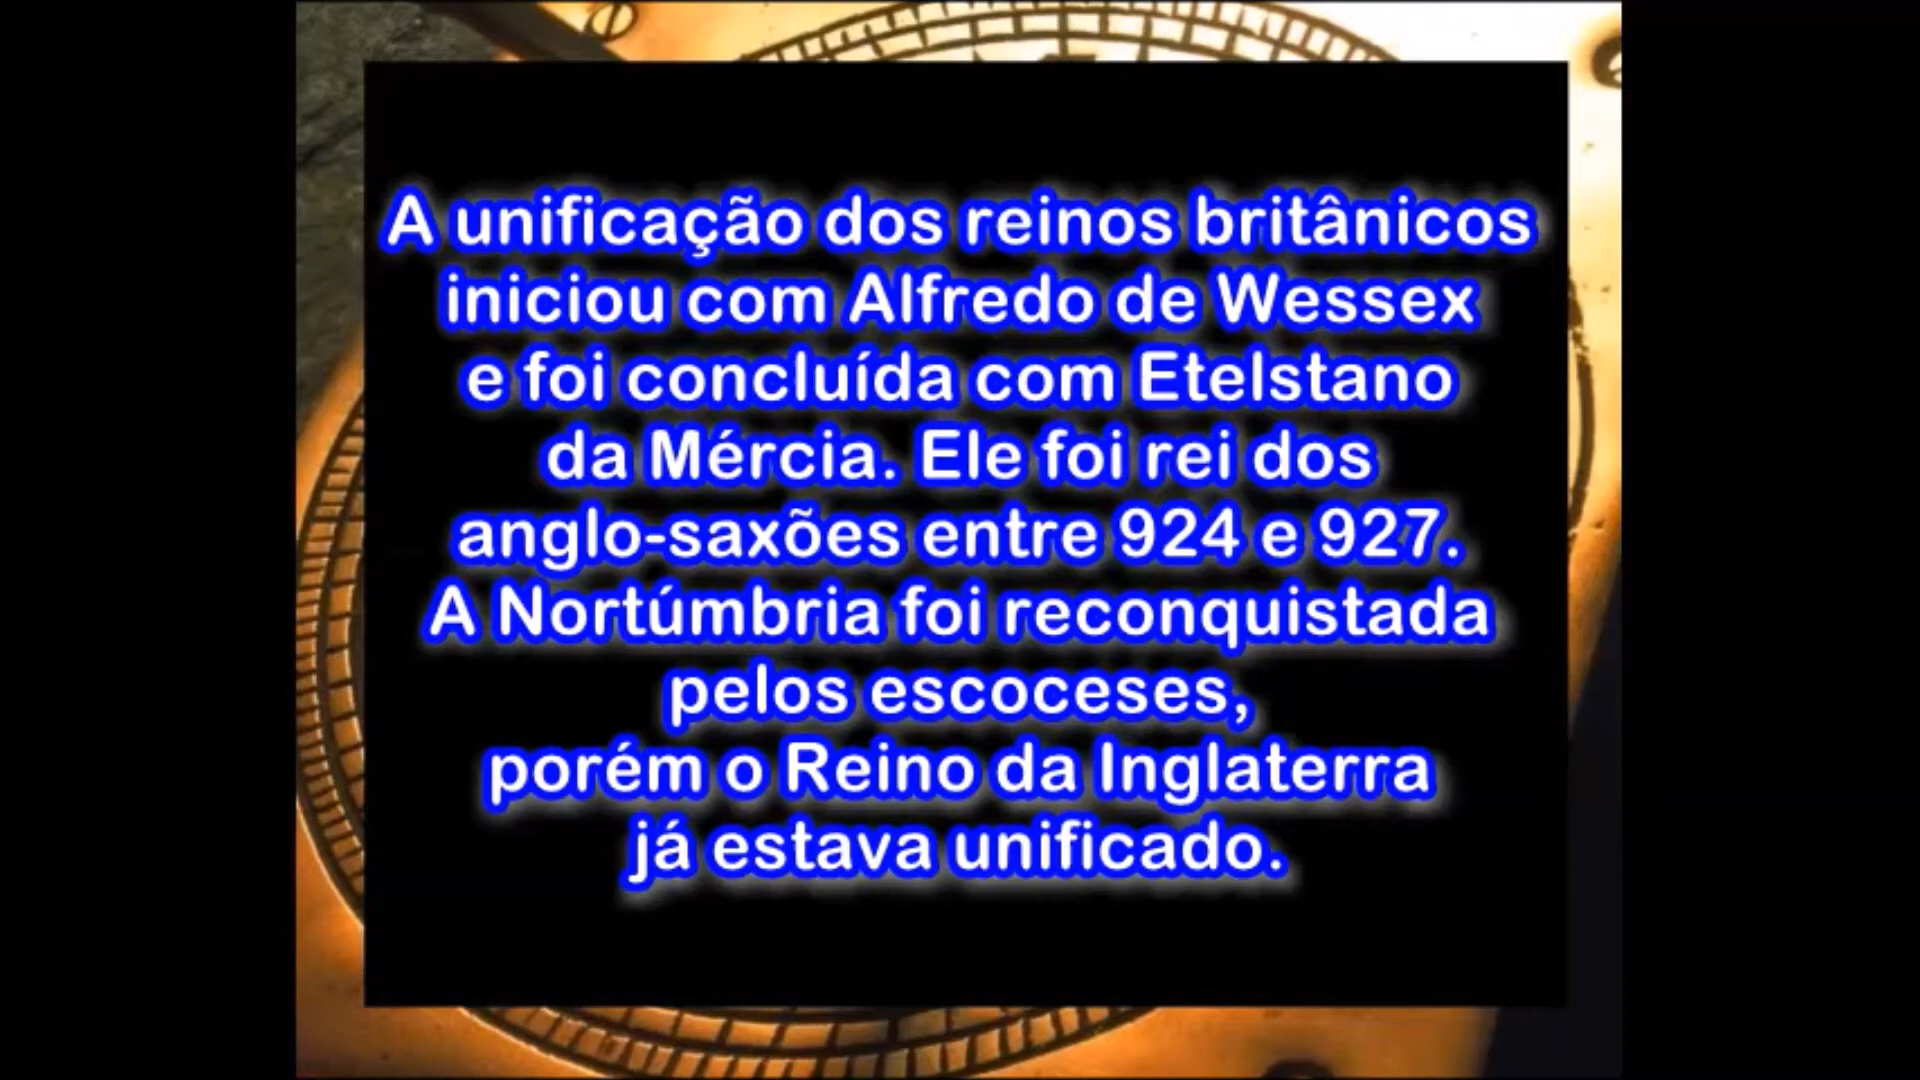 A unificação dos reinos britânicos
iniciou com Alfredo de Wessex
e foi concluída com Etelstano
da Mércia. Ele foi rei dos
anglo-saxões entre 924 e 927.
A Nortúmbria foi reconquistada
pelos escoceses,
porém o Reino da Inglaterra
já estava unificado.